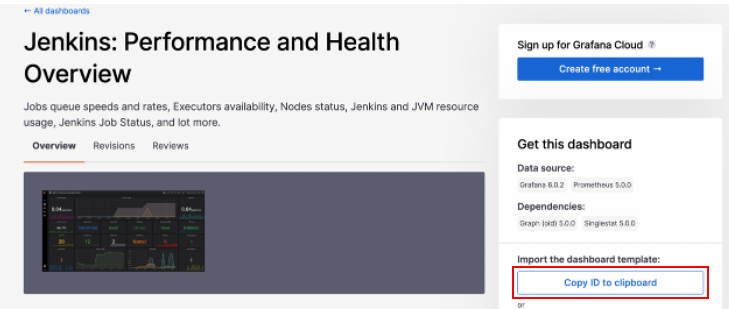 ← All dashboards
Jenkins: Performance and Health
Overview
Jobs queue speeds and rates, Executors availability, Nodes status, Jenkins and JVM resource
usage, Jenkins Job Status, and lot more.
Overview Revisions Reviews
Sign up for Grafana Cloud ?
Create free account →
Get this dashboard
Data source:
Grafana 6.0.2 Prometheus 5.0.0
Dependencies:
Graph (old) 5.0.0 Singlestat 5.0.0
Import the dashboard template:
Copy ID to clipboard
or